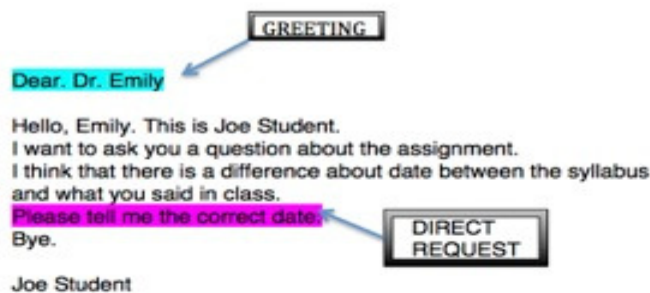 GREETING
Dear. Dr. Emily
Hello, Emily. This is Joe Student.
I want to ask you a question about the assignment.
I think that there is a difference about date between the syllabus
and what you said in class.
Please tell me the correct date.
DIRECT
REQUEST
Bye.
Joe Student